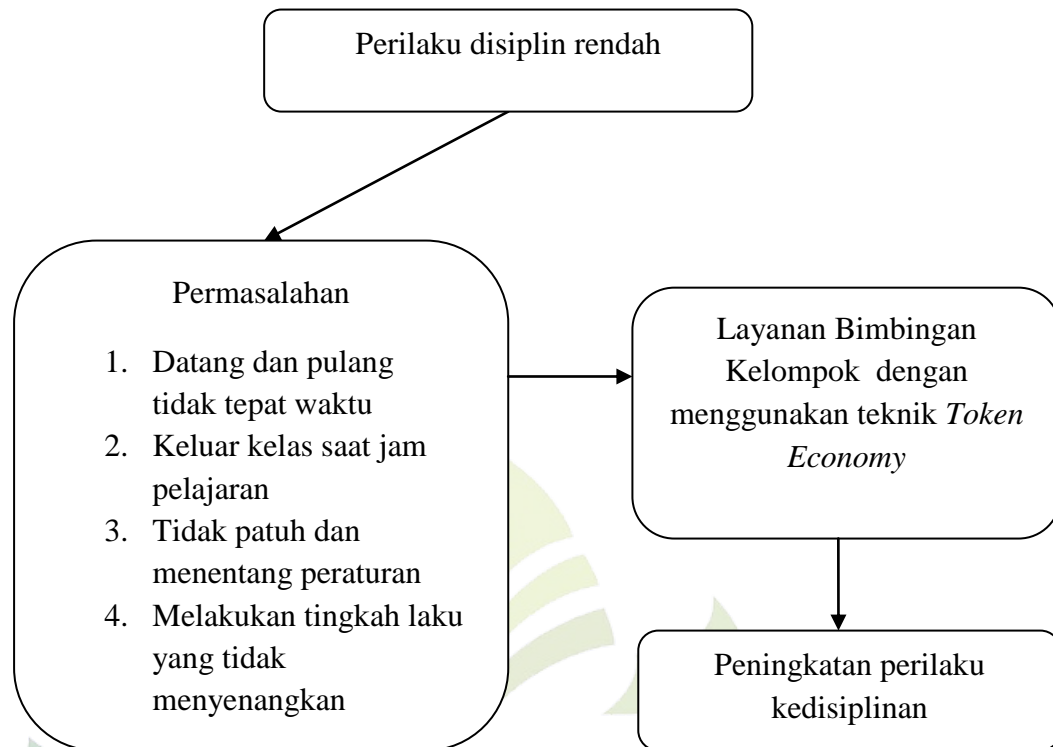 Perilaku disiplin rendah
Permasalahan
1. Datang dan pulang
tidak tepat waktu
2. Keluar kelas saat jam
pelajaran
3. Tidak patuh dan
menentang peraturan
4. Melakukan tingkah laku
yang tidak
menyenangkan
Layanan Bimbingan
Kelompok dengan
menggunakan teknik Token
Economy
Peningkatan perilaku
kedisiplinan